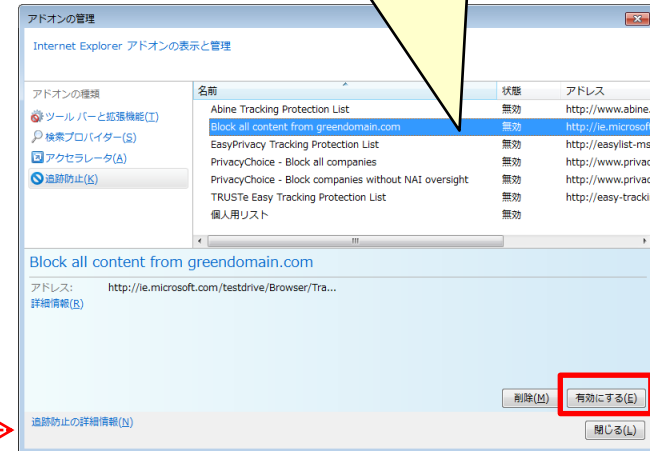 アドオンの管理
Internet Explorer アドオンの表示と管理
アドオンの種類
ツール バーと拡張機能(T)
検索プロバイダー(S)
アクセラレータ(A)
追跡防止(K)
名前 状態 アドレス
Abine Tracking Protection List 無効 http://www.abine.
Block all content from greendomain.com 無効 http://ie.microsoft
EasyPrivacy Tracking Protection List 無効 http://easylist-ms
PrivacyChoice - Block all companies 無効 http://www.privac
PrivacyChoice - Block companies without NAI oversight 無効 http://www.privac
TRUSTe Easy Tracking Protection List 無効 http://easy-tracki
個人用リスト 無効
Block all content from greendomain.com
アドレス: http://ie.microsoft.com/testdrive/Browser/Tra...
詳細情報(R)
削除(M) 有効にする(E)
追跡防止の詳細情報(N)
閉じる(L)